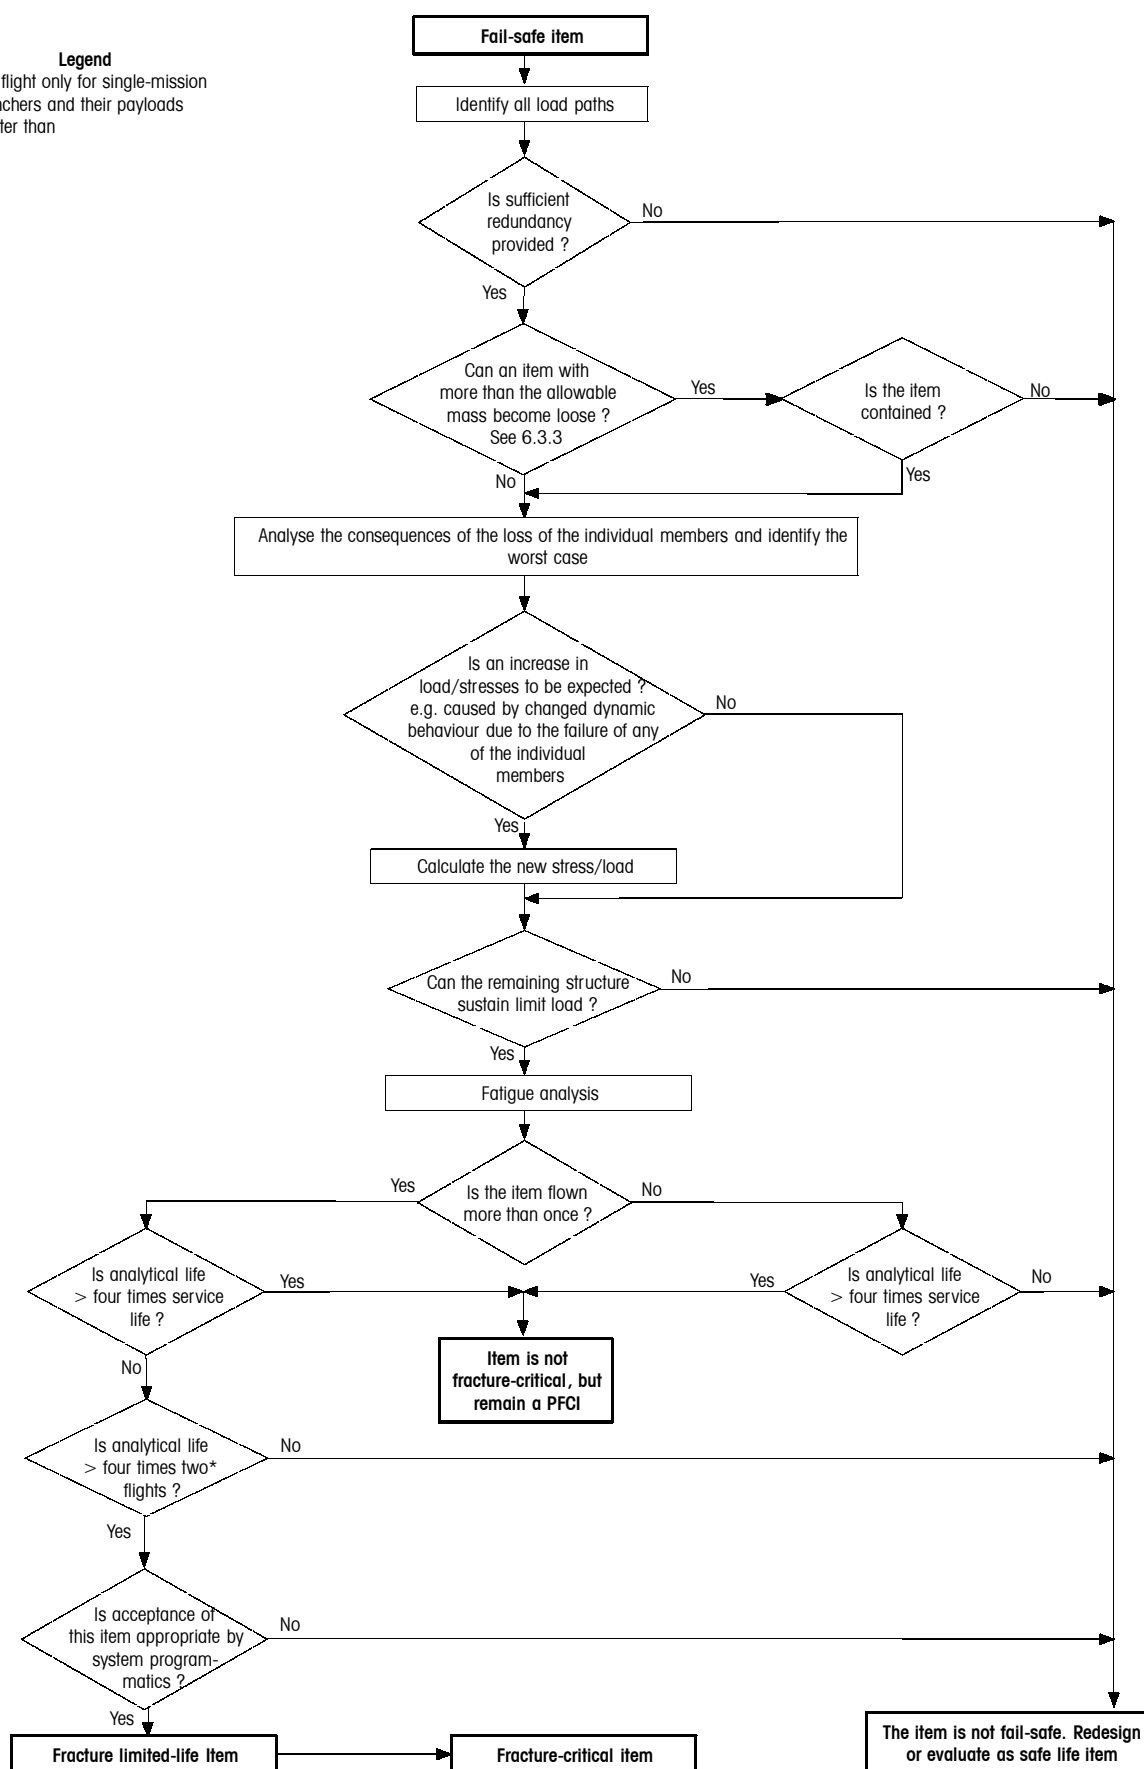 Fail-safe item
Legend
flight only for single-mission
nchers and their payloads
ter than
Identify all load paths
Is sufficient
redundancy
provided ?
No
Yes
Can an item with
more than the allowable
mass become loose ?
See 6.3.3
Yes
Is the item
contained ?
No
Yes
No
Analyse the consequences of the loss of the individual members and identify the
worst case
Is an increase in
load/stresses to be expected ?
e.g. caused by changed dynamic
behaviour due to the failure of any
of the individual
members
No
Yes
Calculate the new stress/load
Can the remaining structure
sustain limit load ?
No
Yes
Fatigue analysis
Is the item flown
more than once ?
Yes
No
Is analytical life
> four times service
life ?
Yes
Yes
Is analytical life
> four times service
life ?
No
No
Item is not
fracture-critical, but
remain a PFCI
Is analytical life
> four times two*
flights ?
No
Yes
Is acceptance of
this item appropriate by
system program-
matics ?
No
Yes
Fracture limited-life Item
Fracture-critical item
The item is not fail-safe. Redesign
or evaluate as safe life item